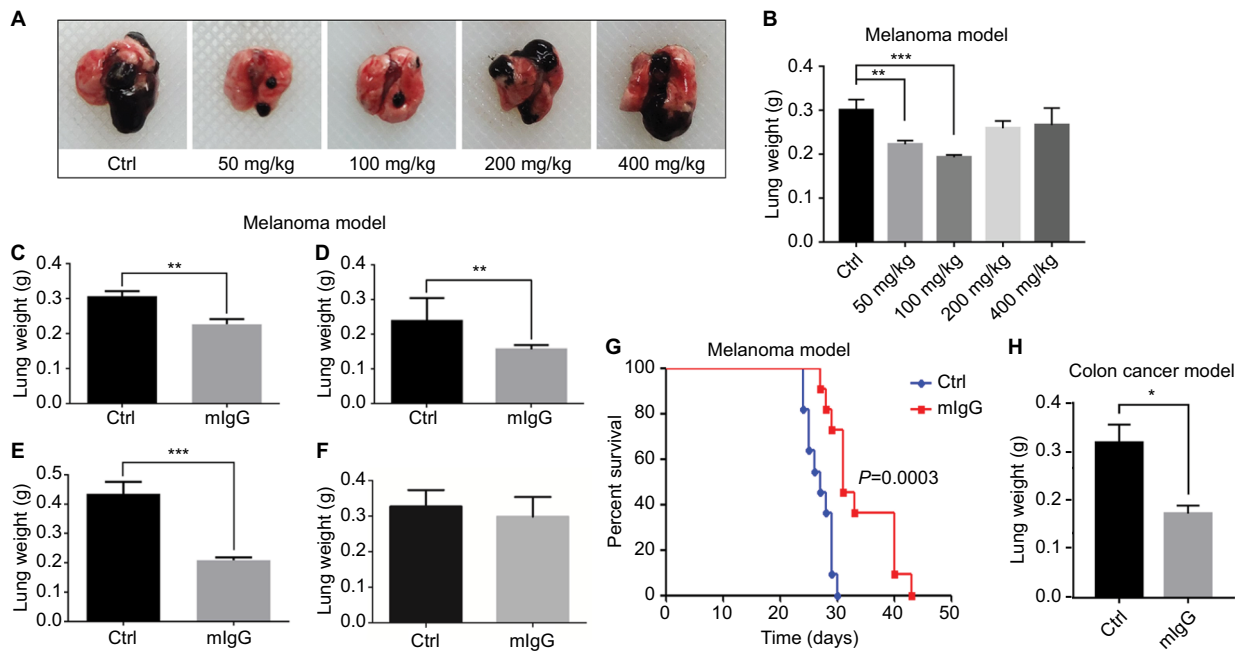 A
Ctrl
50 mg/kg
100 mg/kg
200 mg/kg
400 mg/kg
B
Melanoma model
***
**
0.4
0.3
0.2
0.1
0.0
Lung weight (g)
Ctrl
50 mg/kg
100 mg/kg
200 mg/kg
400 mg/kg
Melanoma model
C
**
0.4
0.3
0.2
0.1
0.0
Lung weight (g)
Ctrl
mIgG
D
**
0.4
0.3
0.2
0.1
0.0
Lung weight (g)
Ctrl
mIgG
E
***
0.5
0.4
0.3
0.2
0.1
0.0
Lung weight (g)
Ctrl
mIgG
F
0.4
0.3
0.2
0.1
0.0
Lung weight (g)
Ctrl
mIgG
G
Melanoma model
100
80
60
40
20
0
Percent survival
Ctrl
mIgG
P=0.0003
0
10
20
30
40
50
Time (days)
H
Colon cancer model
*
0.4
0.3
0.2
0.1
0.0
Lung weight (g)
Ctrl
mIgG